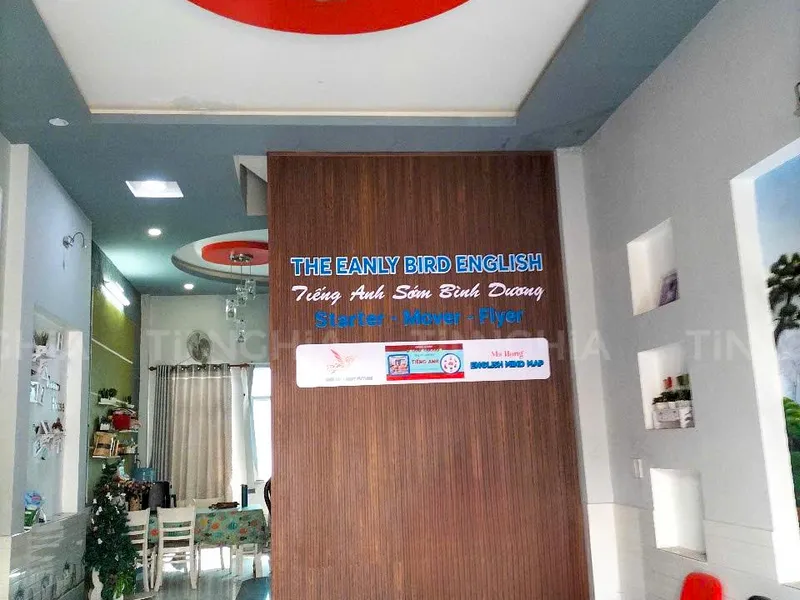 THE EANLY BIRD ENGLISH
Tiếng Anh Sớm Bình Dương
Starter - Mover - Flyer
TIẾNG ANH
Ms Hong
ENGLISH MIND MAP